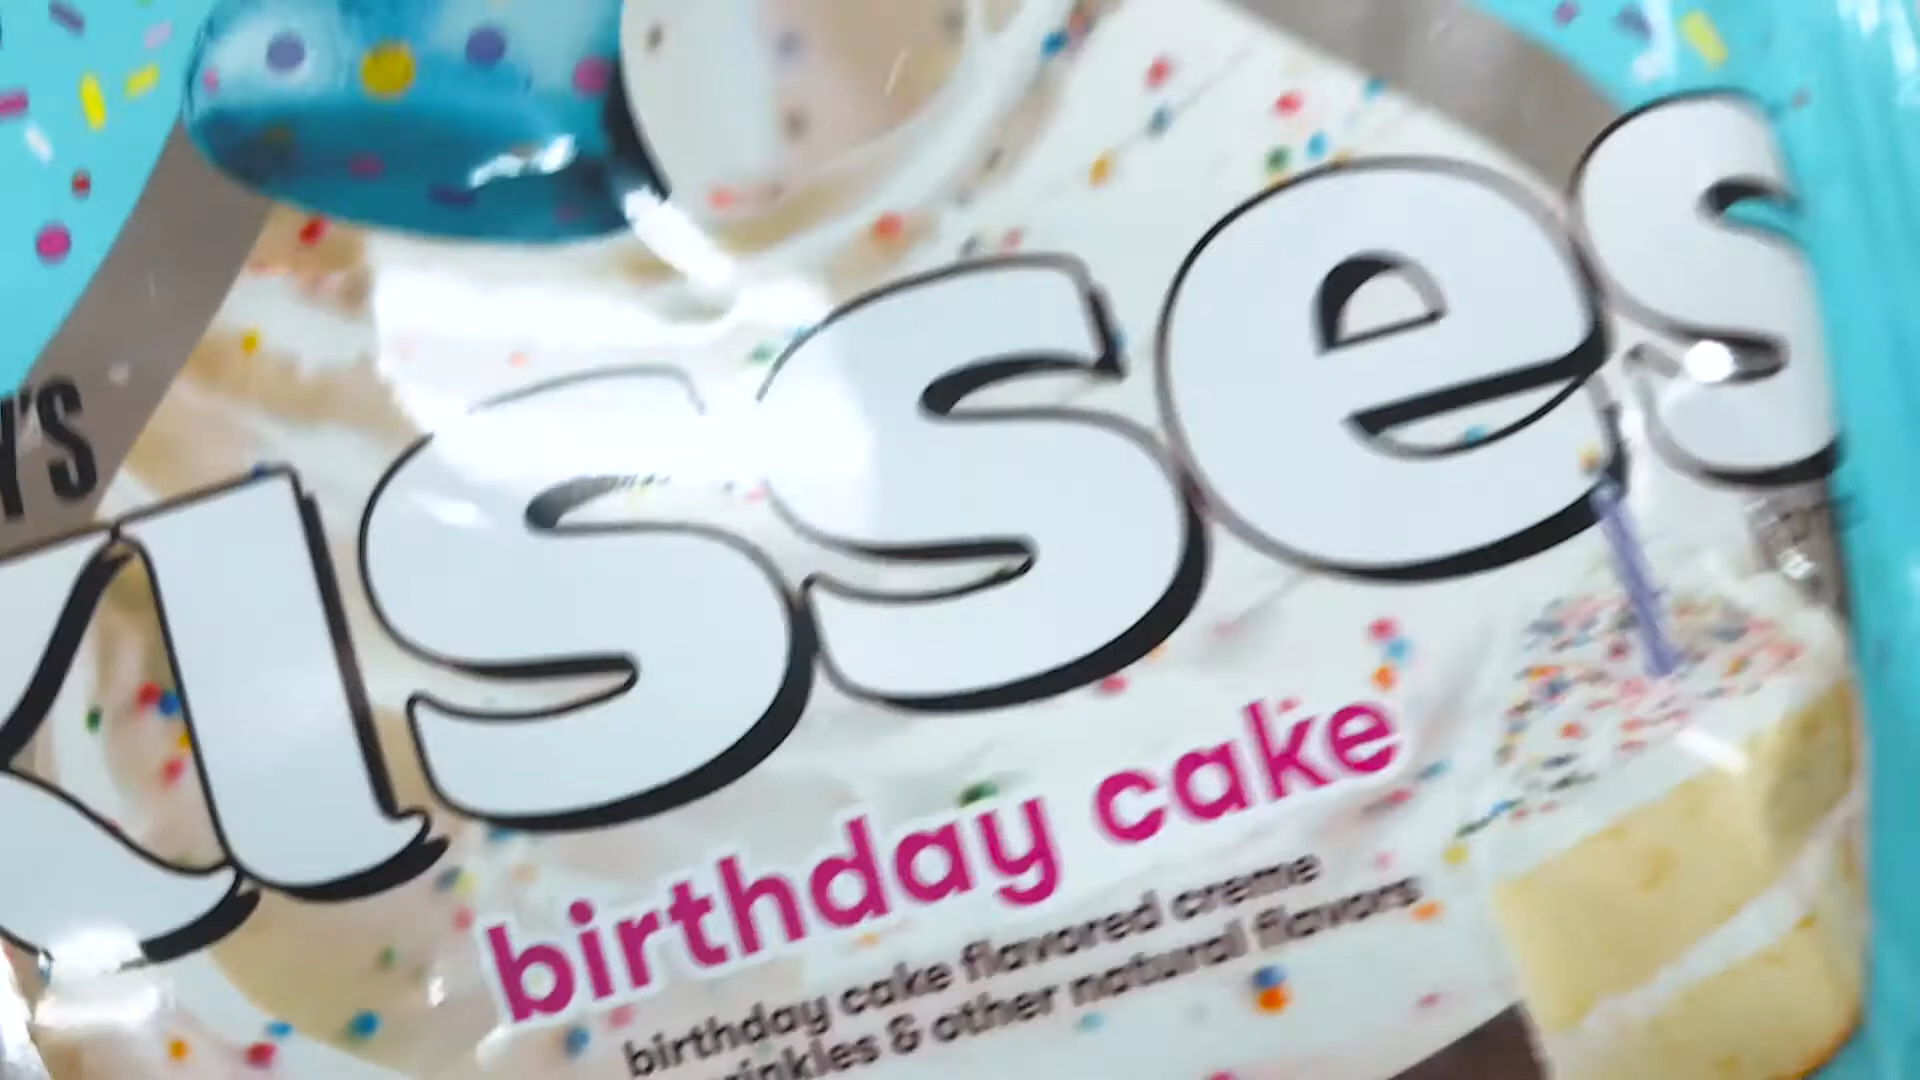 Y'S
KISSES
birthday cake
birthday cake flavored creme
rinkles & other natural flavors